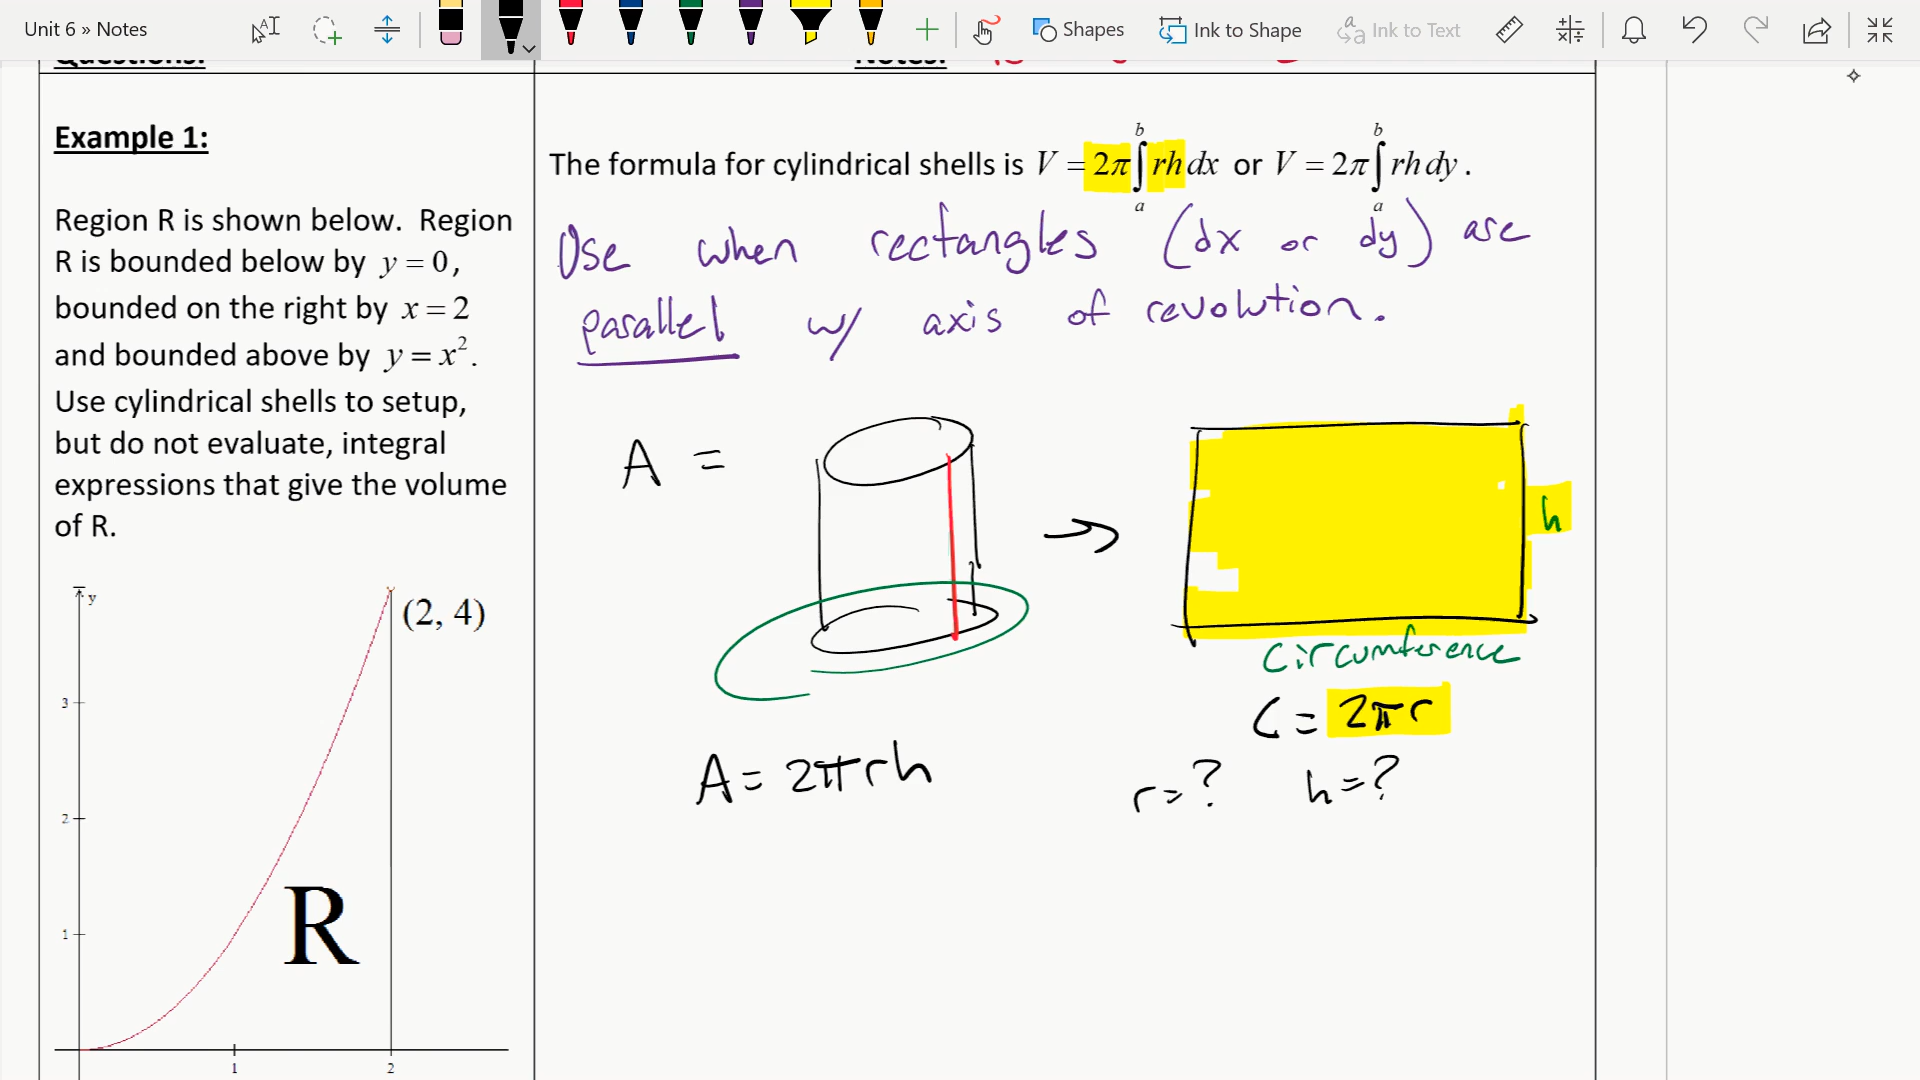 Unit 6 » Notes
Shapes
Ink to Shape
Ink to Text
Questions:
Notes:
Example 1:
Region R is shown below. Region
R is bounded below by y = 0,
bounded on the right by x = 2
and bounded above by y = x².
Use cylindrical shells to setup,
but do not evaluate, integral
expressions that give the volume
of R.
y
(2, 4)
3
2
1
R
1
2
The formula for cylindrical shells is V = 2π∫ₐᵇ rh dx or V = 2π∫ₐᵇ rh dy.
Use when rectangles (dx or dy) are
parallel w/ axis of revolution.
A =
h
circumference
C = 2πr
A = 2πrh
r = ?
h = ?